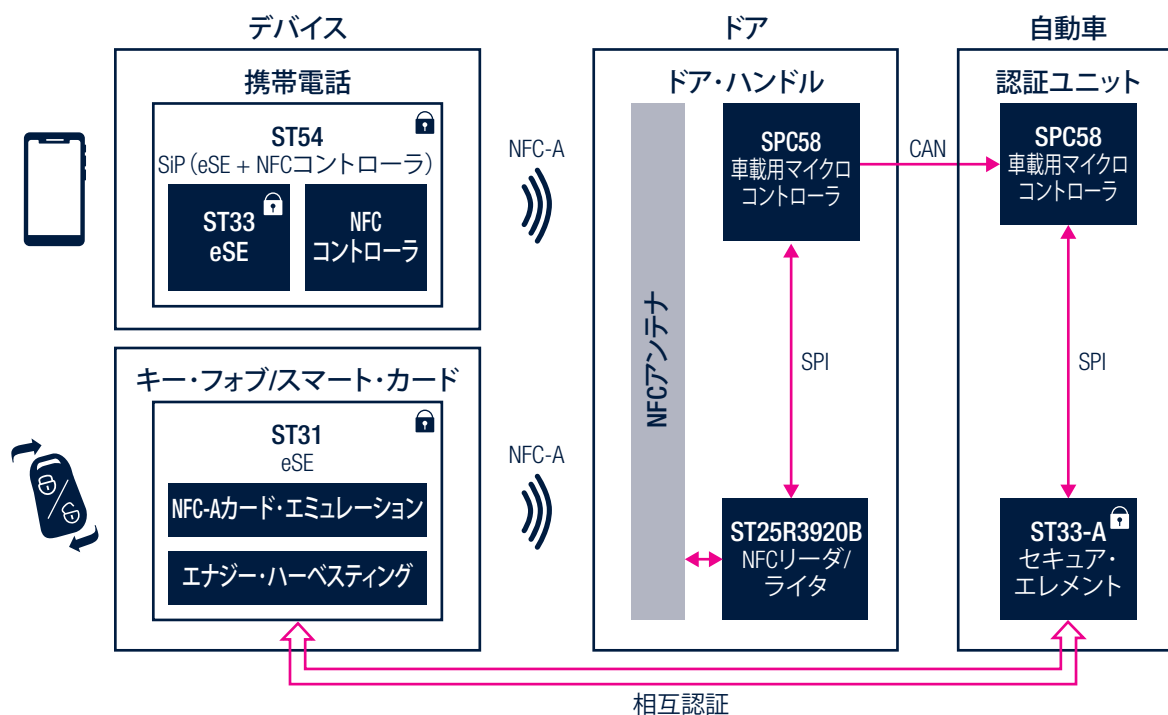 デバイス
携帯電話
ST54
SiP（eSE + NFCコントローラ）
ST33
eSE
NFC
コントローラ
キー・フォブ/スマート・カード
ST31
eSE
NFC-Aカード・エミュレーション
エナジー・ハーベスティング
NFC-A
NFC-A
ドア
ドア・ハンドル
NFCアンテナ
SPC58
車載用マイクロ
コントローラ
SPI
ST25R3920B
NFCリーダ/
ライタ
CAN
自動車
認証ユニット
SPC58
車載用マイクロ
コントローラ
SPI
ST33-A
セキュア・
エレメント
相互認証